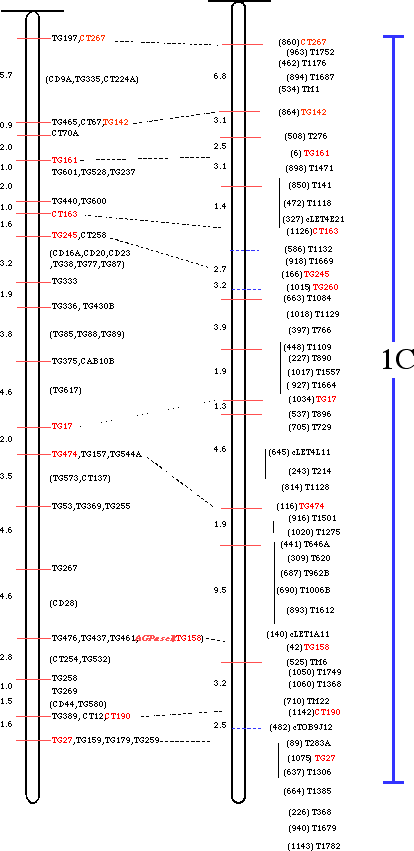 TG197,CT267
5.7
(CD9A,TG335,CT224A)
TG465,CT67,TG142
0.9
CT70A
2.0
TG161
1.0
TG601,TG528,TG237
2.0
TG440,TG600
1.0
CT163
1.6
TG245,CT258
(CD16A,CD20,CD23
3.2
,TG38,TG77,TG87)
TG333
1.9
TG336, TG430B
3.8
(TG85,TG88,TG89)
TG375,CAB10B
4.6
(TG617)
TG17
2.0
TG474,TG157,TG544A
3.5
(TG573,CT137)
TG53,TG369,TG255
4.6
TG267
4.6
(CD28)
TG476,TG437,TG461, TG158)
2.8
(CT254,TG532)
TG258
1.0
TG269
1.5
(CD44,TG580)
TG389,CT12,CT190
1.6
TG27,TG159,TG179,TG259
6.8
3.1
2.5
3.1
1.4
2.7
3.2
3.9
1.9
1.3
4.6
1.9
9.5
3.2
2.5
(860) CT267
(963) T1752
(462) T1176
(894) T1687
(534) TM1
(864) TG142
(508) T276
(6) TG161
(898) T1471
(850) T141
(472) T1118
(327) cLET4E21
(1126)CT163
(586) T1132
(918) T1669
(166) TG245
(1015) TG260
(663) T1084
(1018) T1129
(397) T766
(448) T1109
(227) T890
(1017) T1557
(927) T1664
(1034) TG17
(537) T896
(705) T729
(645) cLET4L11
(243) T214
(814) T1128
(116) TG474
(916) T1501
(1020) T1275
(441) T646A
(309) T620
(687) T962B
(690) T1006B
(893) T1612
(140) cLET1A11
(42) TG158
(525) TM6
(1050) T1749
(1060) T1368
(710) TM22
(1142)CT190
(482) cTOB9J12
(89) T283A
(1075) TG27
(637) T1306
(664) T1385
(226) T368
(940) T1679
(1143) T1782
1C